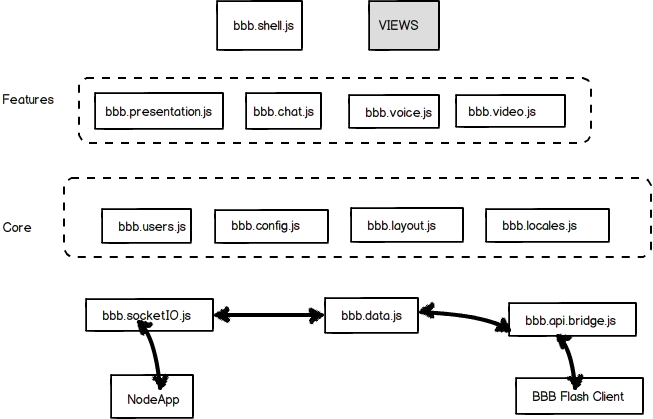 bbb.shell.js
VIEWS
Features
bbb.presentation.js
bbb.chat.js
bbb.voice.js
bbb.video.js
Core
bbb.users.js
bbb.config.js
bbb.layout.js
bbb.locales.js
bbb.socketIO.js
bbb.data.js
bbb.api.bridge.js
NodeApp
BBB Flash Client